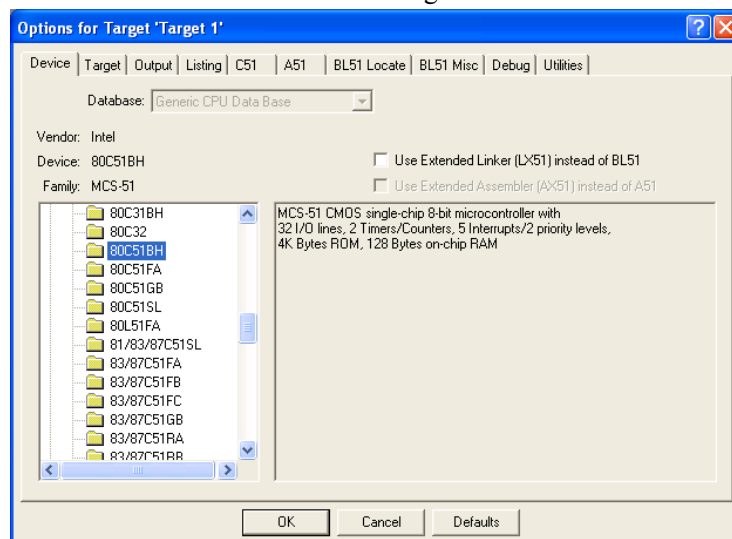 Options for Target 'Target 1'
Device Target Output Listing C51 A51 BL51 Locate BL51 Misc Debug Utilities
Database: Generic CPU Data Base
Vendor: Intel
Device: 80C51BH
Use Extended Linker (LX51) instead of BL51
Family: MCS-51
Use Extended Assembler (AX51) instead of A51
80C31BH
80C32
80C51BH
80C51FA
80C51GB
80C51SL
80L51FA
81/83/87C51SL
83/87C51FA
83/87C51FB
83/87C51FC
83/87C51GB
83/87C51RA
83/87C51RB
MCS-51 CMOS single-chip 8-bit microcontroller with
32 I/O lines, 2 Timers/Counters, 5 Interrupts/2 priority levels,
4K Bytes ROM, 128 Bytes on-chip RAM
OK Cancel Defaults